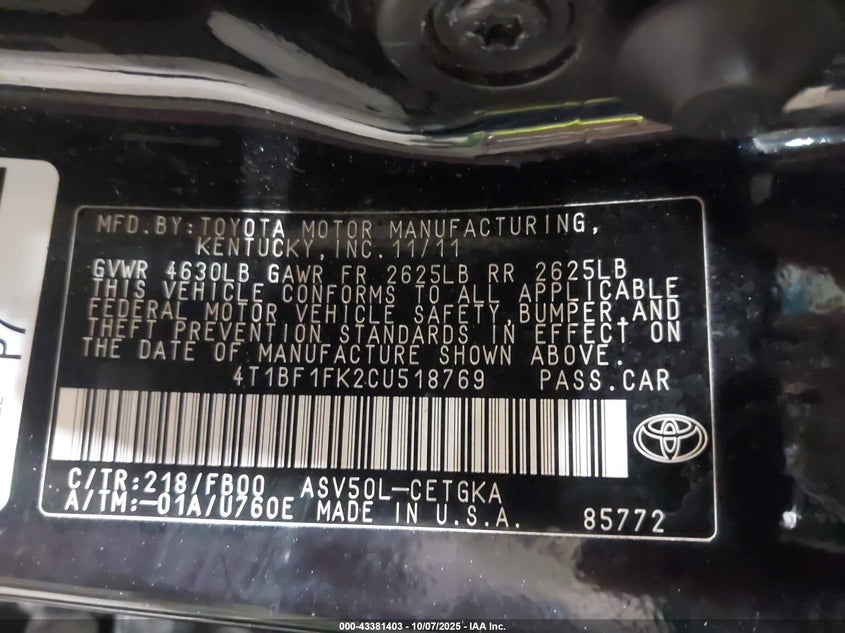 MFD.BY:TOYOTA MOTOR MANUFACTURING,
KENTUCKY,INC.11/11
GVWR 4630LB GAWR FR 2625LB RR 2625LB
THIS VEHICLE CONFORMS TO ALL APPLICABLE
FEDERAL MOTOR VEHICLE SAFETY,BUMPER,AND
THEFT PREVENTION STANDARDS IN EFFECT ON
THE DATE OF MANUFACTURE SHOWN ABOVE.
4T1BF1FK2CU518769 PASS.CAR
C/TR:218/FB00 ASV50L-CETGKA
A/TM:-01A/U760E MADE IN U.S.A. 85772
000-43381403 - 10/07/2025 - IAA Inc.